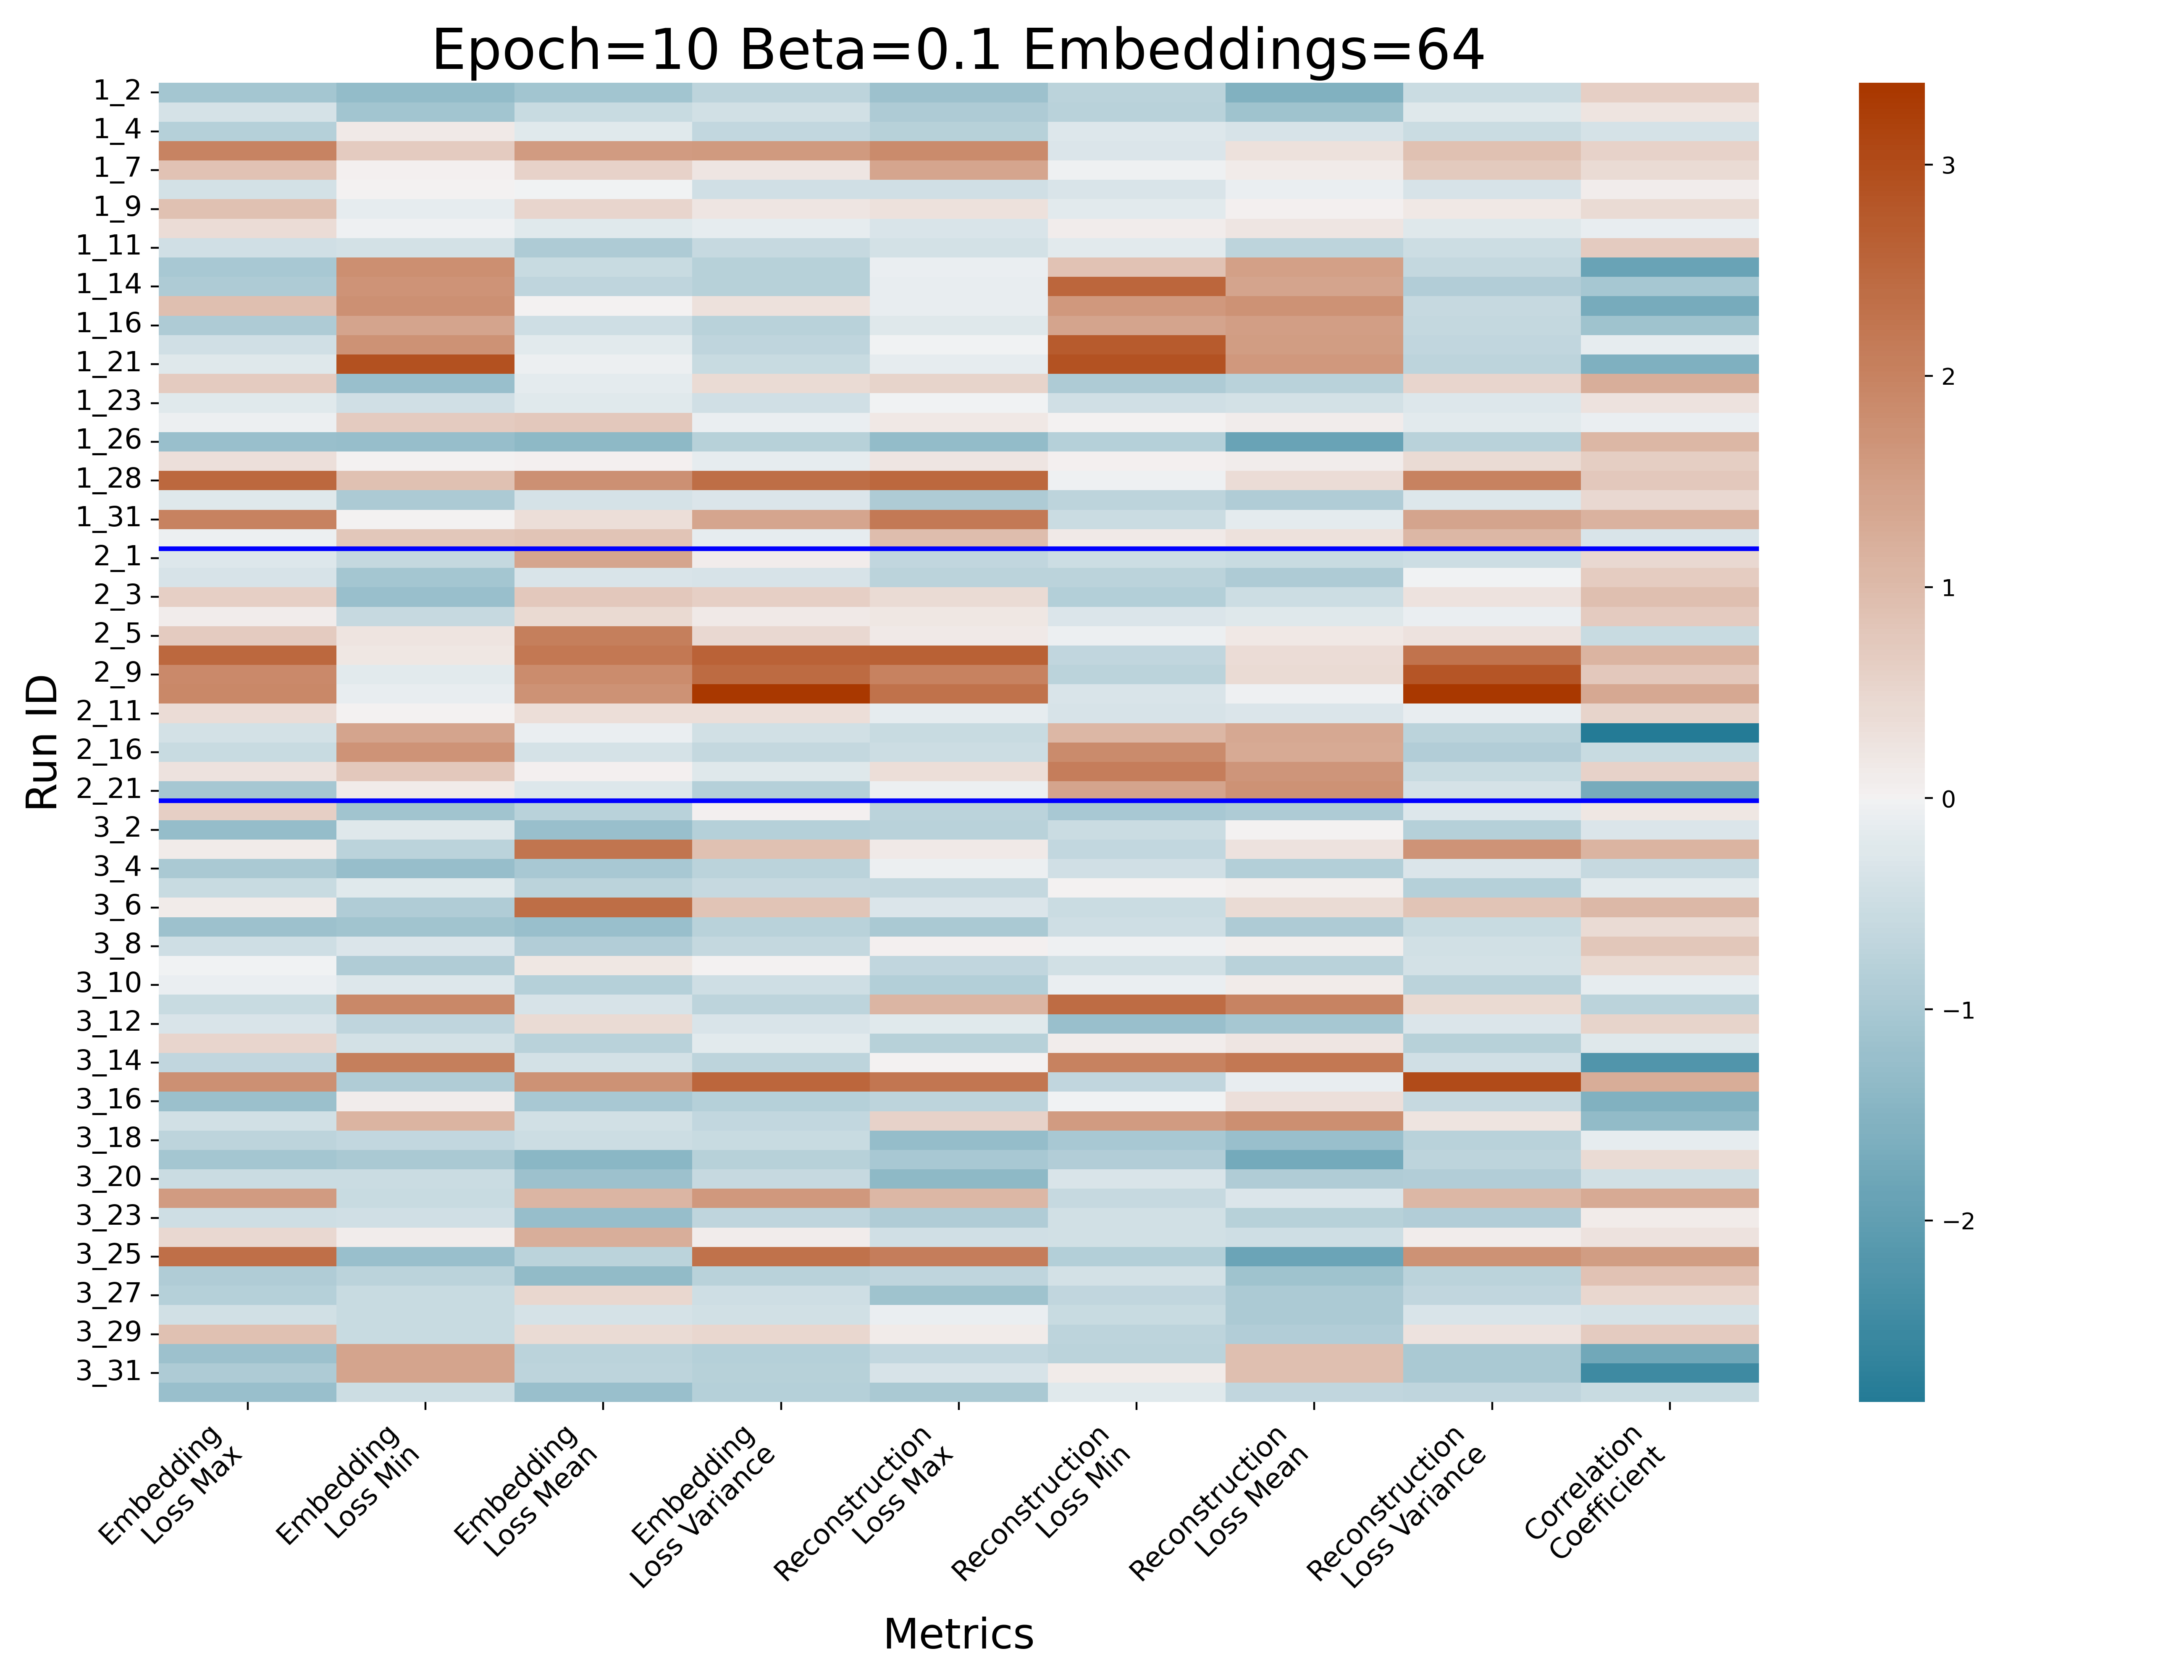 Epoch=10 Beta=0.1 Embeddings=64
1_2
1_4
1_7
1_9
1_11
1_14
1_16
1_21
1_23
1_26
1_28
1_31
2_1
2_3
2_5
2_9
2_11
2_16
2_21
3_2
3_4
3_6
3_8
3_10
3_12
3_14
3_16
3_18
3_20
3_23
3_25
3_27
3_29
3_31
Run ID
Embedding
Loss Max
Embedding
Loss Min
Embedding
Loss Mean
Embedding
Loss Variance
Reconstruction
Loss Max
Reconstruction
Loss Min
Reconstruction
Loss Mean
Reconstruction
Loss Variance
Correlation
Coefficient
Metrics
3
2
1
0
−1
−2